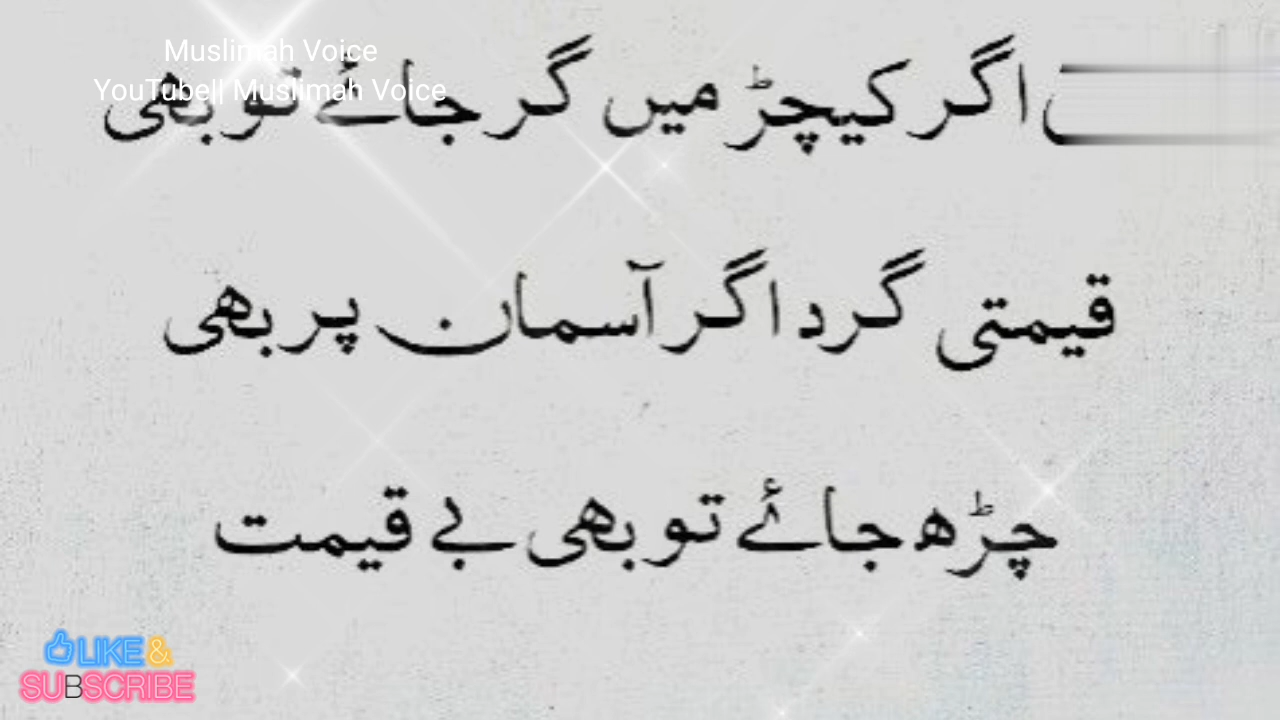 Muslimah Voice
YouTube|| Muslimah Voice
اگر کیچڑ میں گر جائے تو بھی
قیمتی گرد اگر آسمان پر بھی
چڑھ جائے تو بھی بے قیمت
LIKE &
SUBSCRIBE